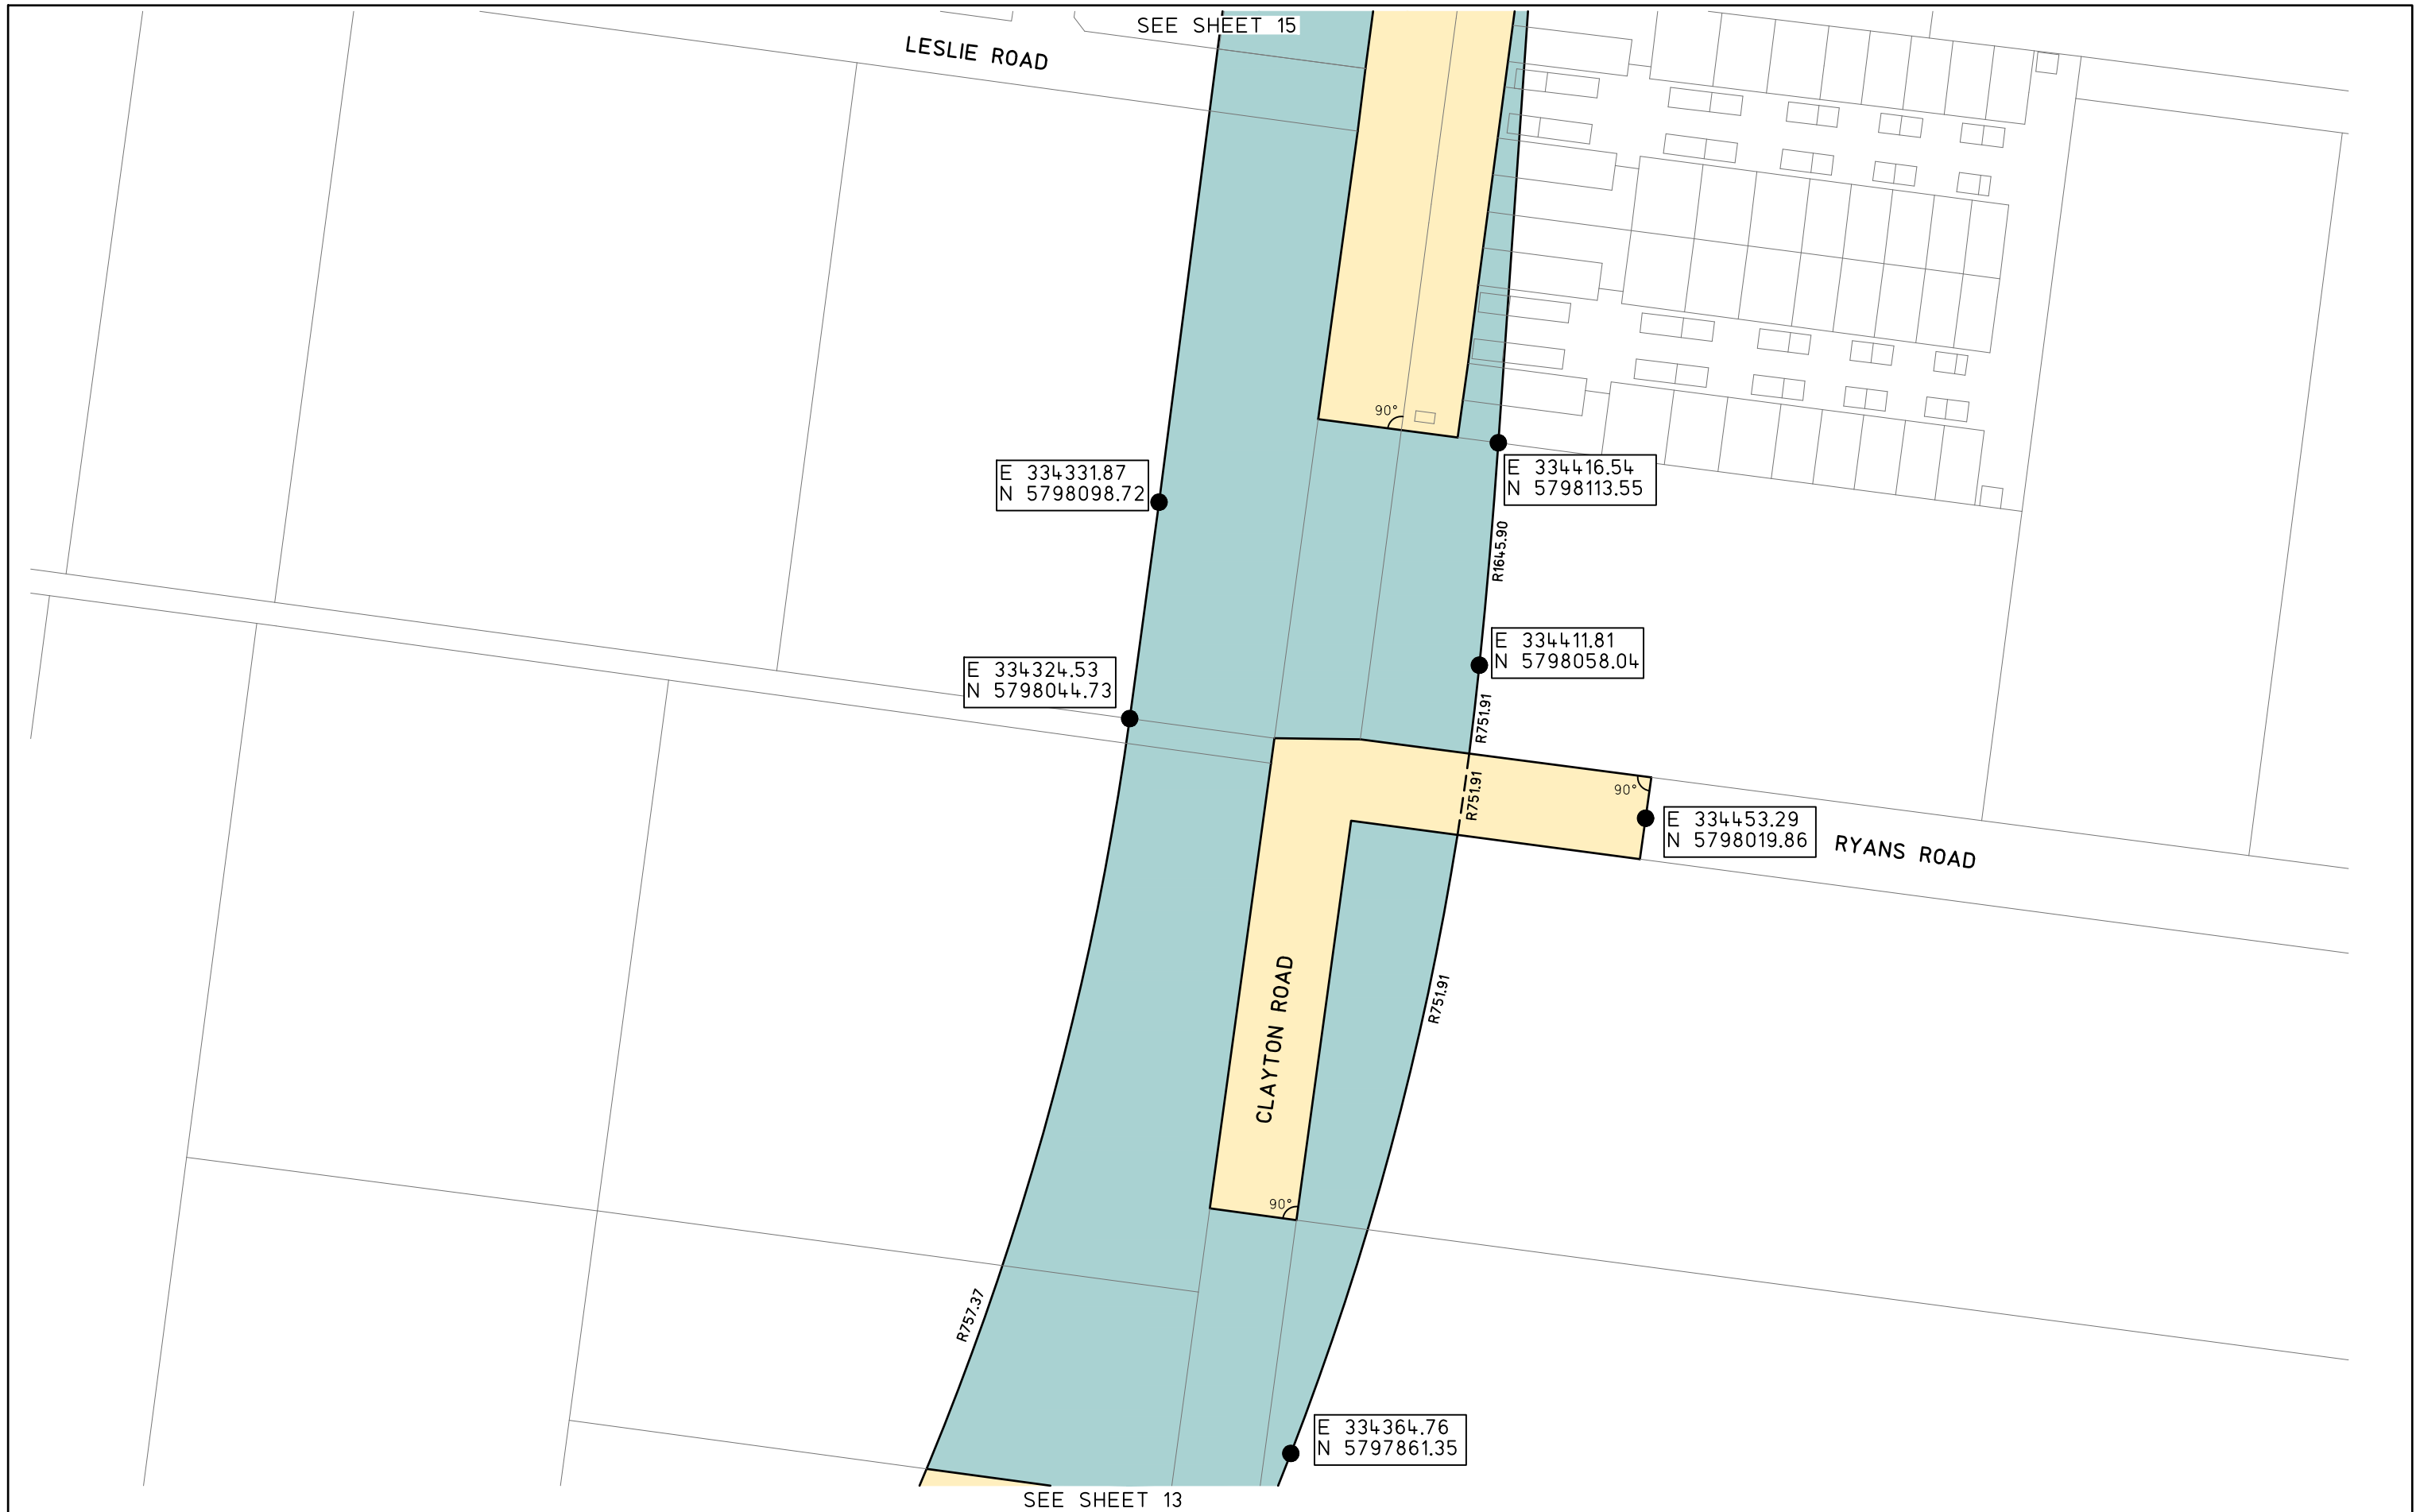 SEE SHEET 15
LESLIE ROAD
90°
E 334331.87
N 5798098.72
E 334416.54
N 5798113.55
R1645.90
E 334411.81
N 5798058.04
E 334324.53
N 5798044.73
R751.91
R751.91
90°
E 334453.29
N 5798019.86
RYANS ROAD
CLAYTON ROAD
R751.91
90°
R757.37
E 334364.76
N 5797861.35
SEE SHEET 13